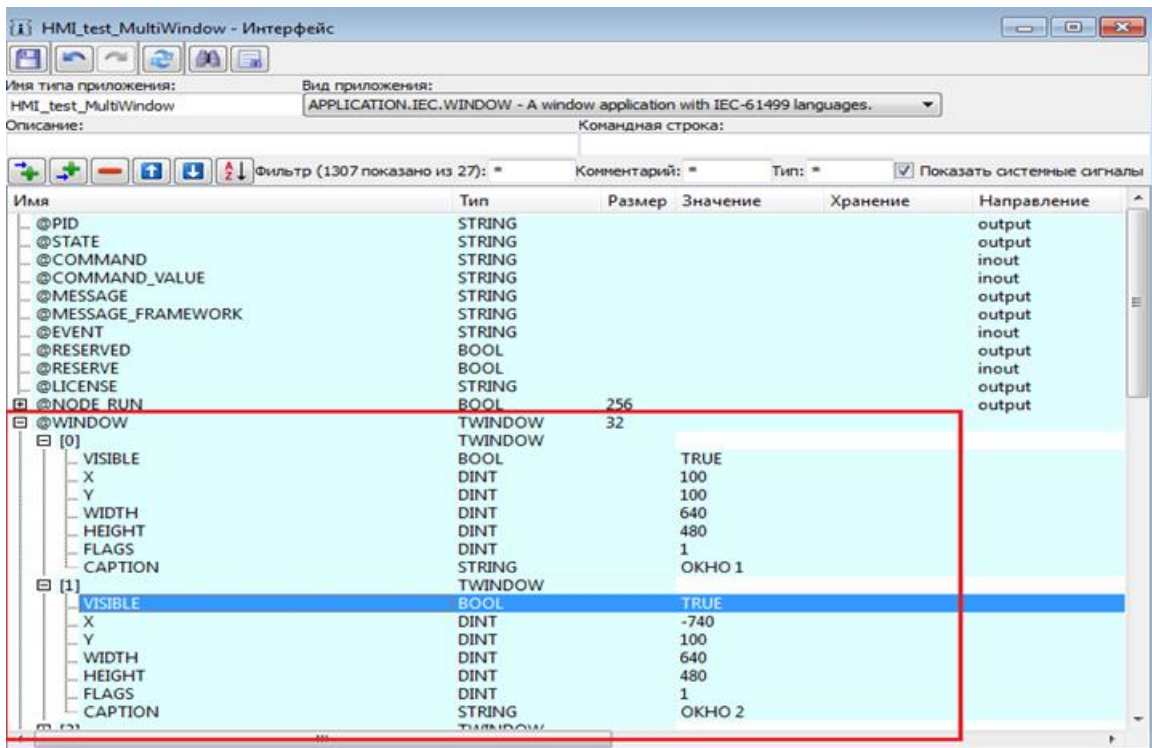 HMI_test_MultiWindow - Интерфейс
Имя типа приложения: Вид приложения:
HMI_test_MultiWindow APPLICATION.IEC.WINDOW - A window application with IEC-61499 languages.
Описание: Командная строка:
Фильтр (1307 показано из 27): * Комментарий: * Тип: * Показать системные сигналы
Имя Тип Размер Значение Хранение Направление
@PID STRING output
@STATE STRING output
@COMMAND STRING inout
@COMMAND_VALUE STRING inout
@MESSAGE STRING output
@MESSAGE_FRAMEWORK STRING output
@EVENT STRING inout
@RESERVED BOOL output
@RESERVE BOOL inout
@LICENSE STRING output
@NODE_RUN BOOL 256 output
@WINDOW TWINDOW 32
[0] TWINDOW
VISIBLE BOOL TRUE
X DINT 100
Y DINT 100
WIDTH DINT 640
HEIGHT DINT 480
FLAGS DINT 1
CAPTION STRING ОКНО 1
[1] TWINDOW
VISIBLE BOOL TRUE
X DINT -740
Y DINT 100
WIDTH DINT 640
HEIGHT DINT 480
FLAGS DINT 1
CAPTION STRING ОКНО 2
[2] TWINDOW